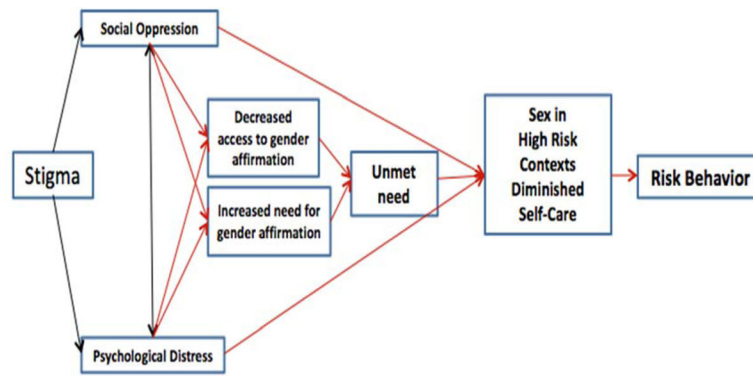 Social Oppression
Stigma
Decreased
access to gender
affirmation
Increased need for
gender affirmation
Unmet
need
Sex in
High Risk
Contexts
Diminished
Self-Care
Risk Behavior
Psychological Distress